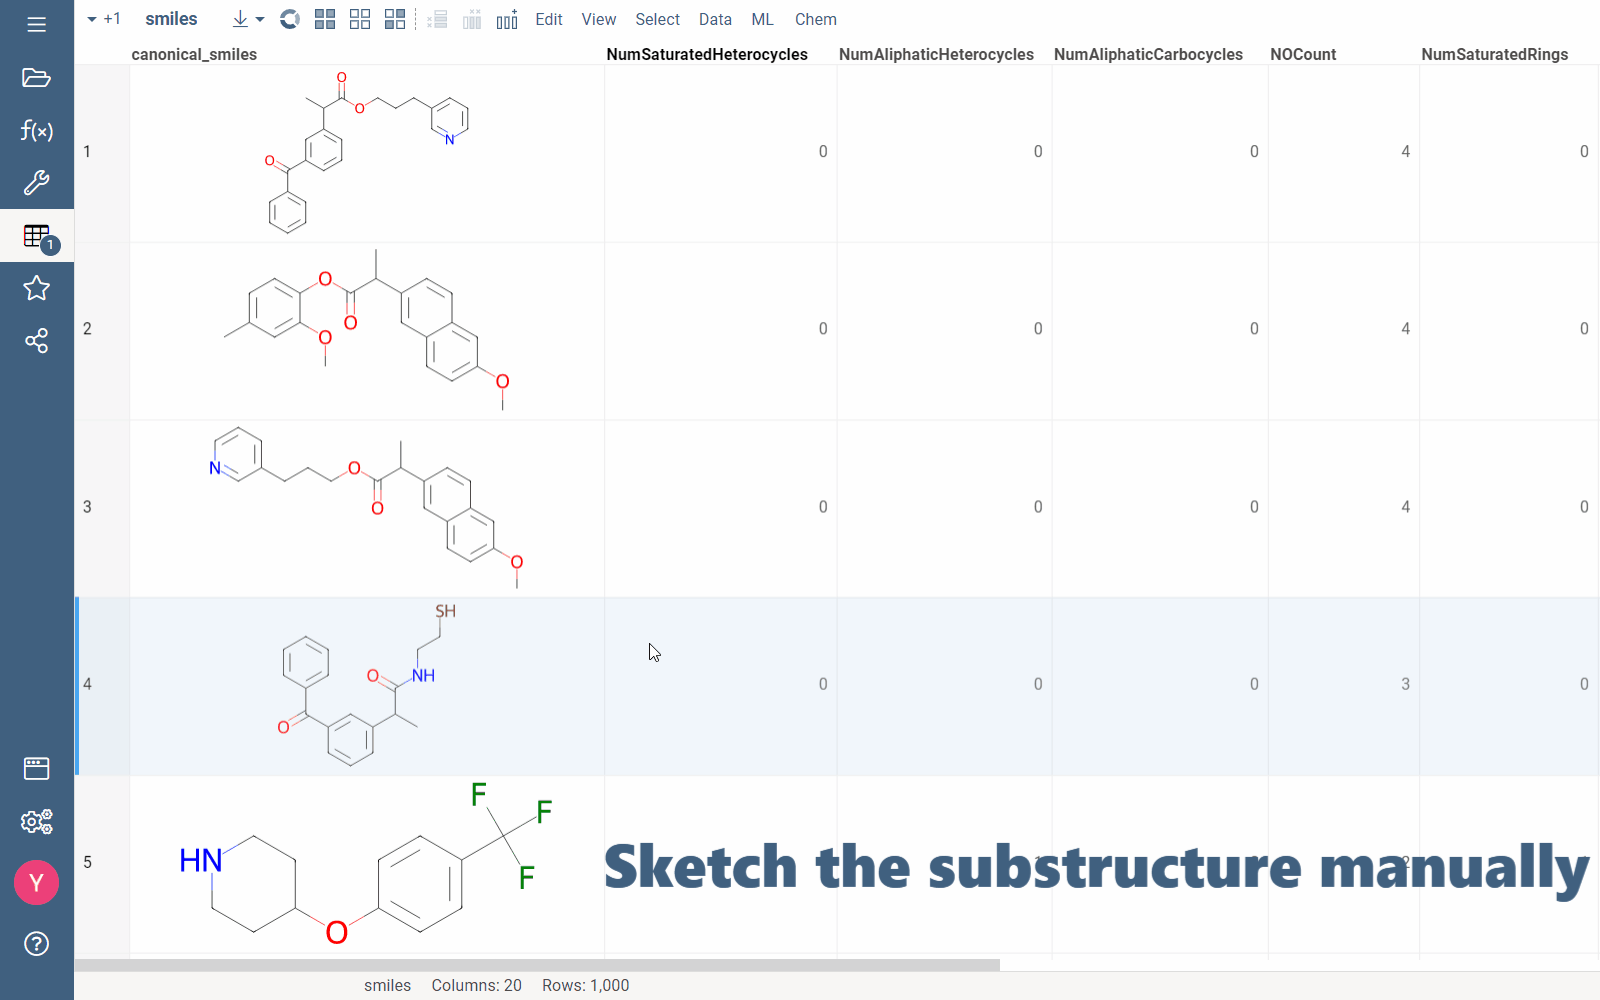 +1 smiles Edit View Select Data ML Chem
canonical_smiles NumSaturatedHeterocycles NumAliphaticHeterocycles NumAliphaticCarbocycles NOCount NumSaturatedRings
f(x)
O
O
N
O
1 0 0 0 4 0
1
O
O
O
O
2 0 0 0 4 0
N
O
O
O
3 0 0 0 4 0
SH
O
NH
O
4 0 0 0 3 0
F
F
HN
F
O
5
Sketch the substructure manually
Y
?
smiles Columns: 20 Rows: 1,000